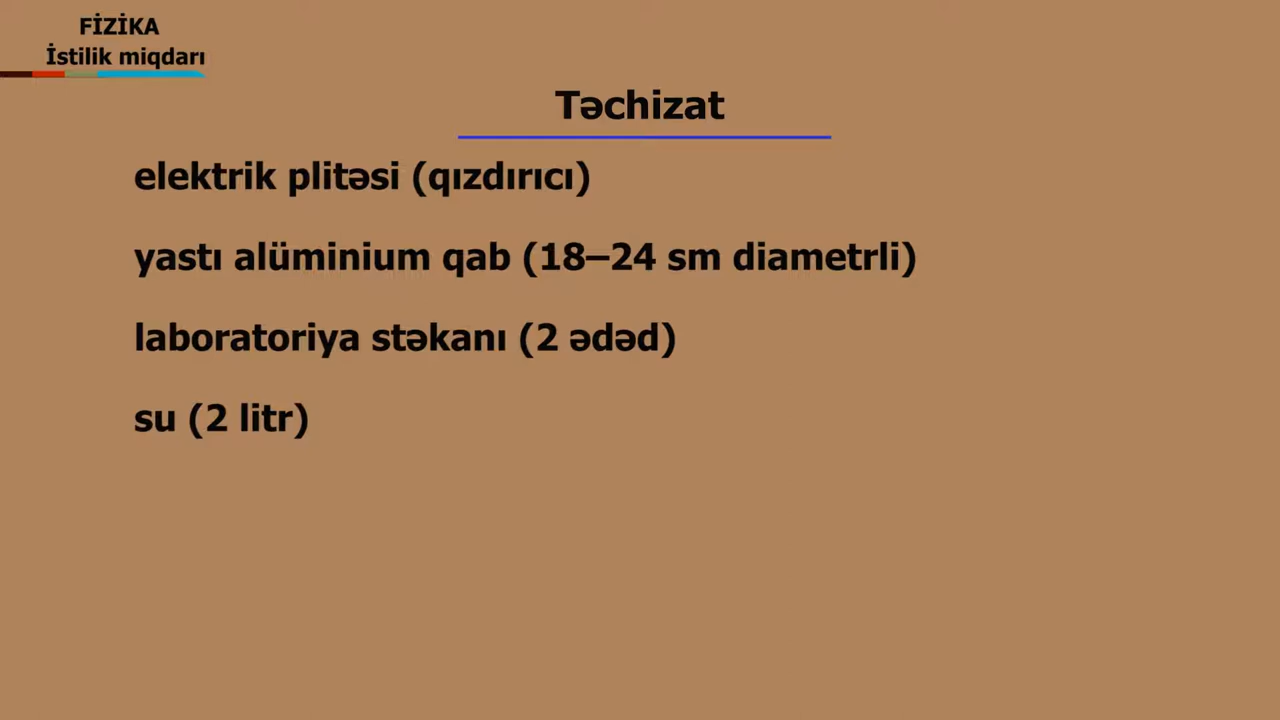 FİZİKA
İstilik miqdarı
Təchizat
elektrik plitəsi (qızdırıcı)
yastı alüminium qab (18–24 sm diametrli)
laboratoriya stəkanı (2 ədəd)
su (2 litr)